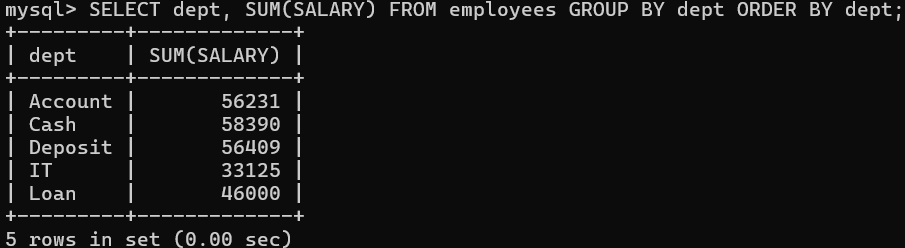 mysql> SELECT dept, SUM(SALARY) FROM employees GROUP BY dept ORDER BY dept;
+---------+-------------+
| dept    | SUM(SALARY) |
+---------+-------------+
| Account |       56231 |
| Cash    |       58390 |
| Deposit |       56409 |
| IT      |       33125 |
| Loan    |       46000 |
+---------+-------------+
5 rows in set (0.00 sec)